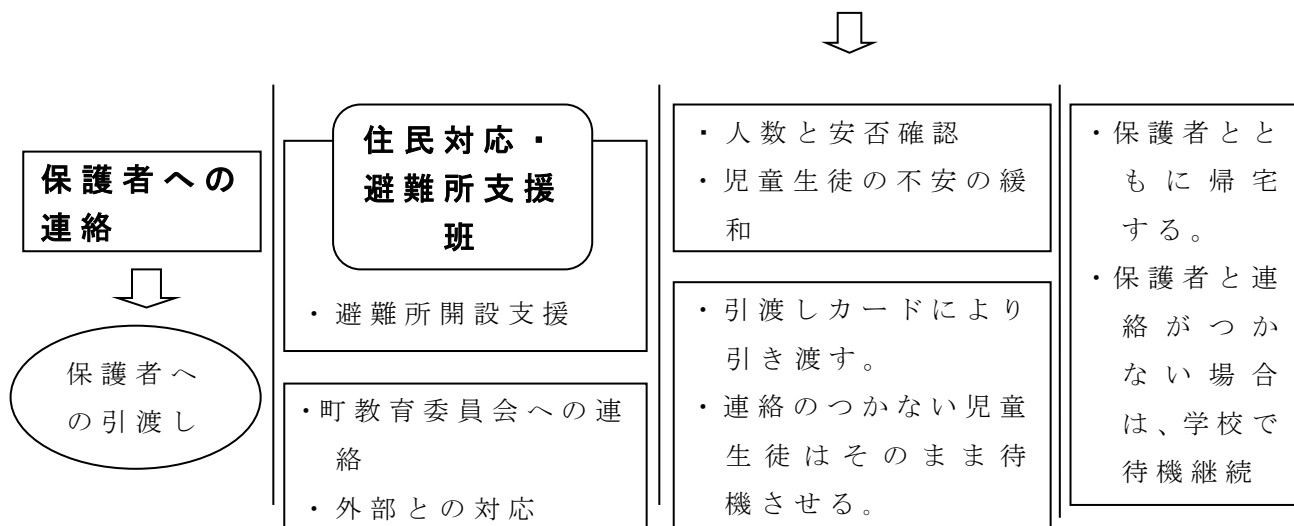 保護者への
連絡
保護者へ
の引渡し
住民対応・
避難所支援
班
・避難所開設支援
・町教育委員会への連
絡
・外部との対応
・人数と安否確認
・児童生徒の不安の緩
和
・引渡しカードにより
引き渡す。
・連絡のつかない児童
生徒はそのまま待
機させる。
・保護者とと
もに帰宅
する。
・保護者と連
絡がつか
ない場合
は、学校で
待機継続